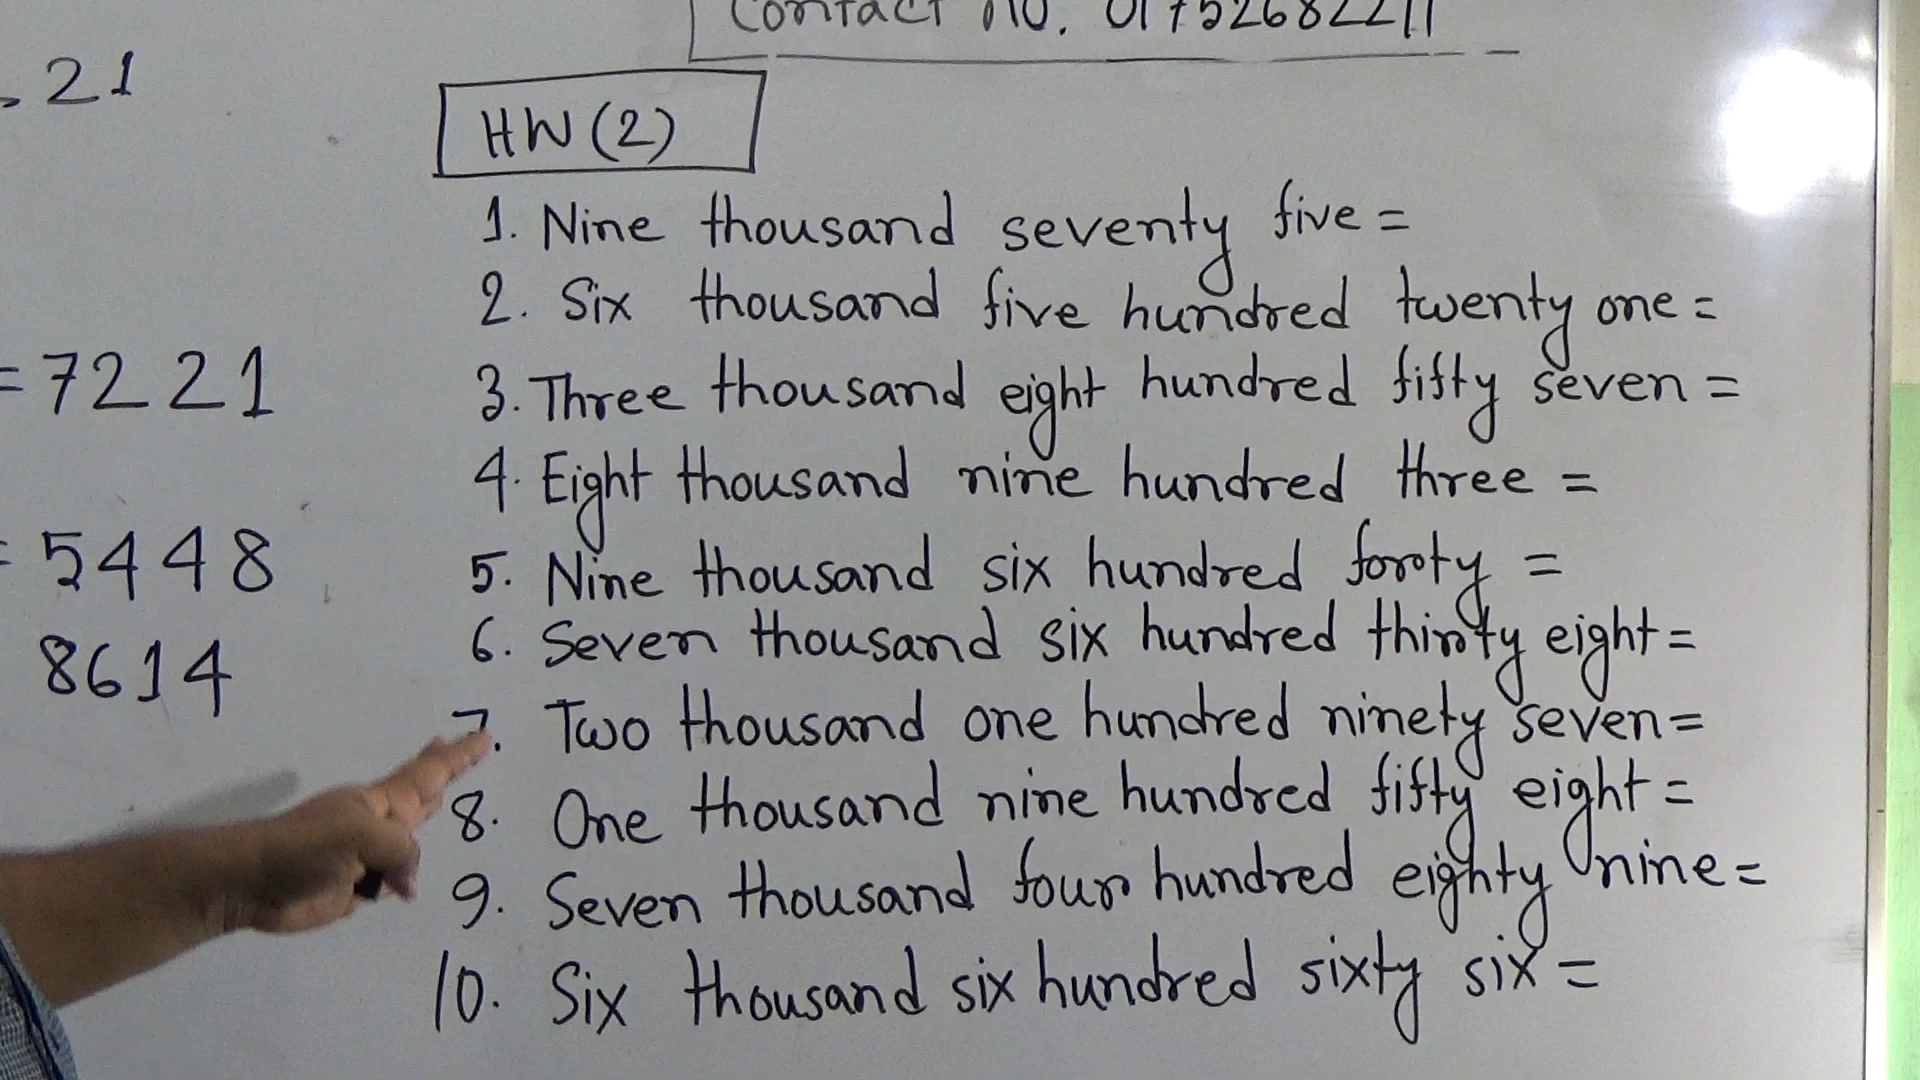 Contact no. 01752682211
21
HW (2)
1. Nine thousand seventy five =
2. Six thousand five hundred twenty one =
= 7221
3. Three thousand eight hundred fifty seven =
4. Eight thousand nine hundred three =
= 5448
5. Nine thousand six hundred forty =
8614
6. Seven thousand six hundred thirty eight =
7. Two thousand one hundred ninety seven =
8. One thousand nine hundred fifty eight =
9. Seven thousand four hundred eighty nine =
10. Six thousand six hundred sixty six =